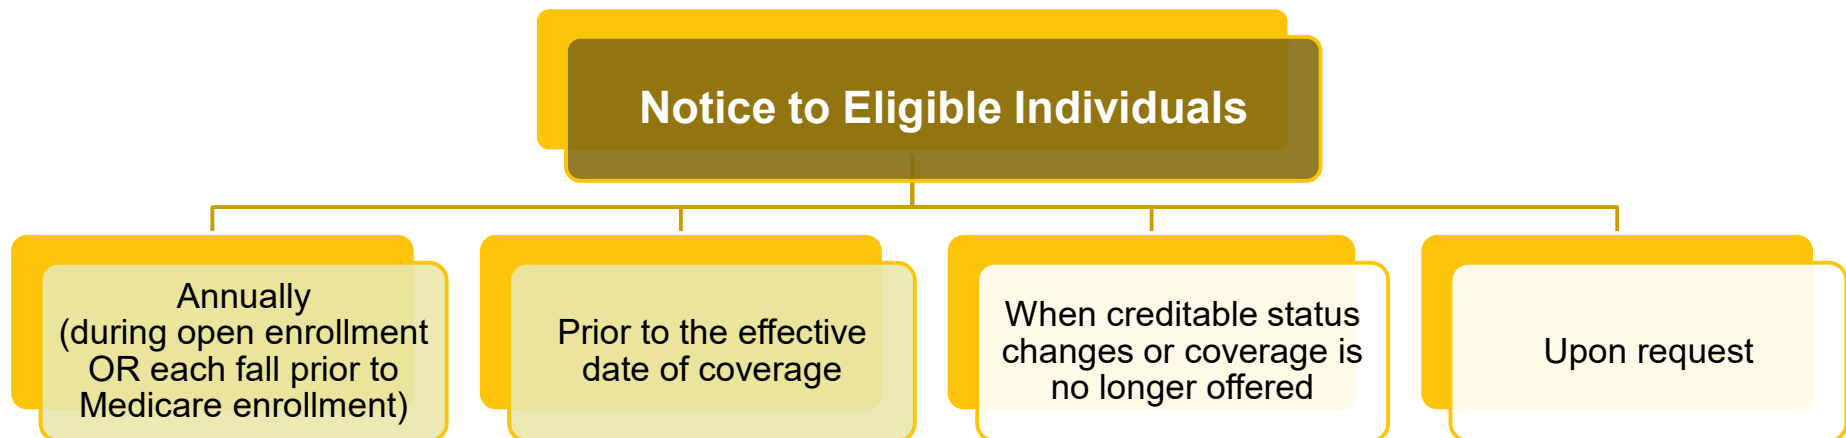 Notice to Eligible Individuals
Annually
(during open enrollment
OR each fall prior to
Medicare enrollment)
Prior to the effective
date of coverage
When creditable status
changes or coverage is
no longer offered
Upon request